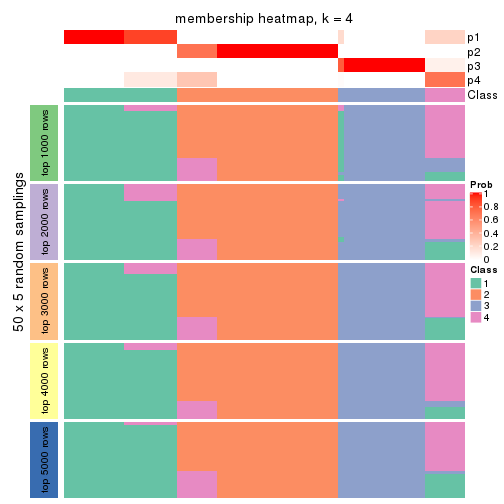 membership heatmap, k = 4
p1
p2
p3
p4
Class
50 x 5 random samplings
top 1000 rows
top 2000 rows
top 3000 rows
top 4000 rows
top 5000 rows
Prob
1
0.8
0.6
0.4
0.2
0
Class
1
2
3
4